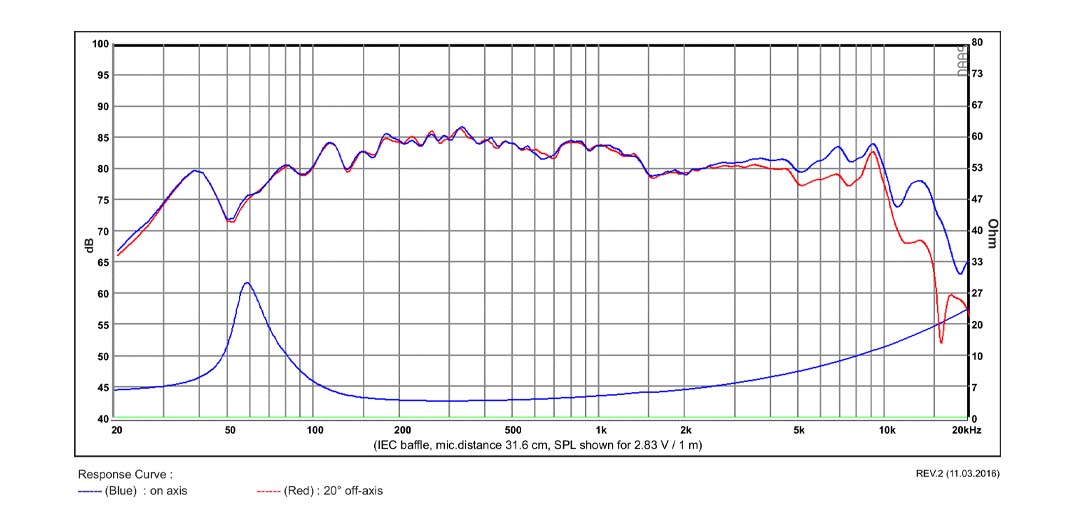 100 80
95 73
90 67
85 60
80 53
75 47
70 40
65 33
60 27
55 20
50 10
45 7
40 0
dB
Ohm
20 50 100 200 500 1k 2k 5k 10k 20kHz
(IEC baffle, mic.distance 31.6 cm, SPL shown for 2.83 V / 1 m)
Response Curve :
REV.2 (11.03.2016)
(Blue) : on axis (Red) : 20° off-axis